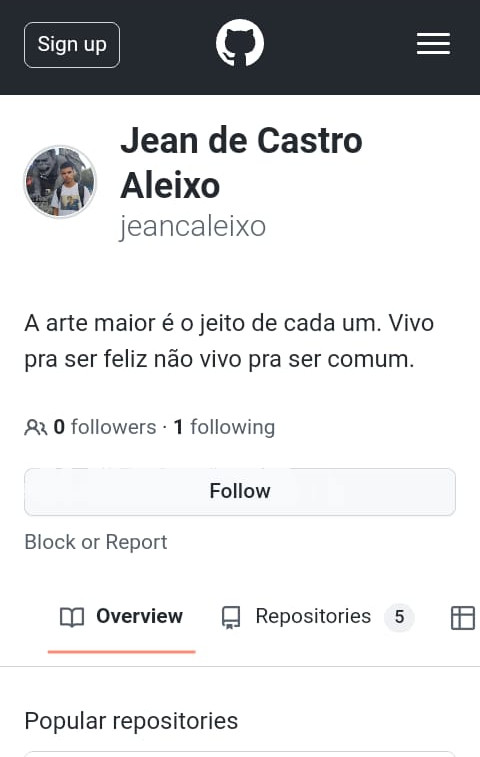 Sign up
Jean de Castro
Aleixo
jeancaleixo
A arte maior é o jeito de cada um. Vivo
pra ser feliz não vivo pra ser comum.
0 followers · 1 following
Follow
Block or Report
Overview Repositories 5
Popular repositories